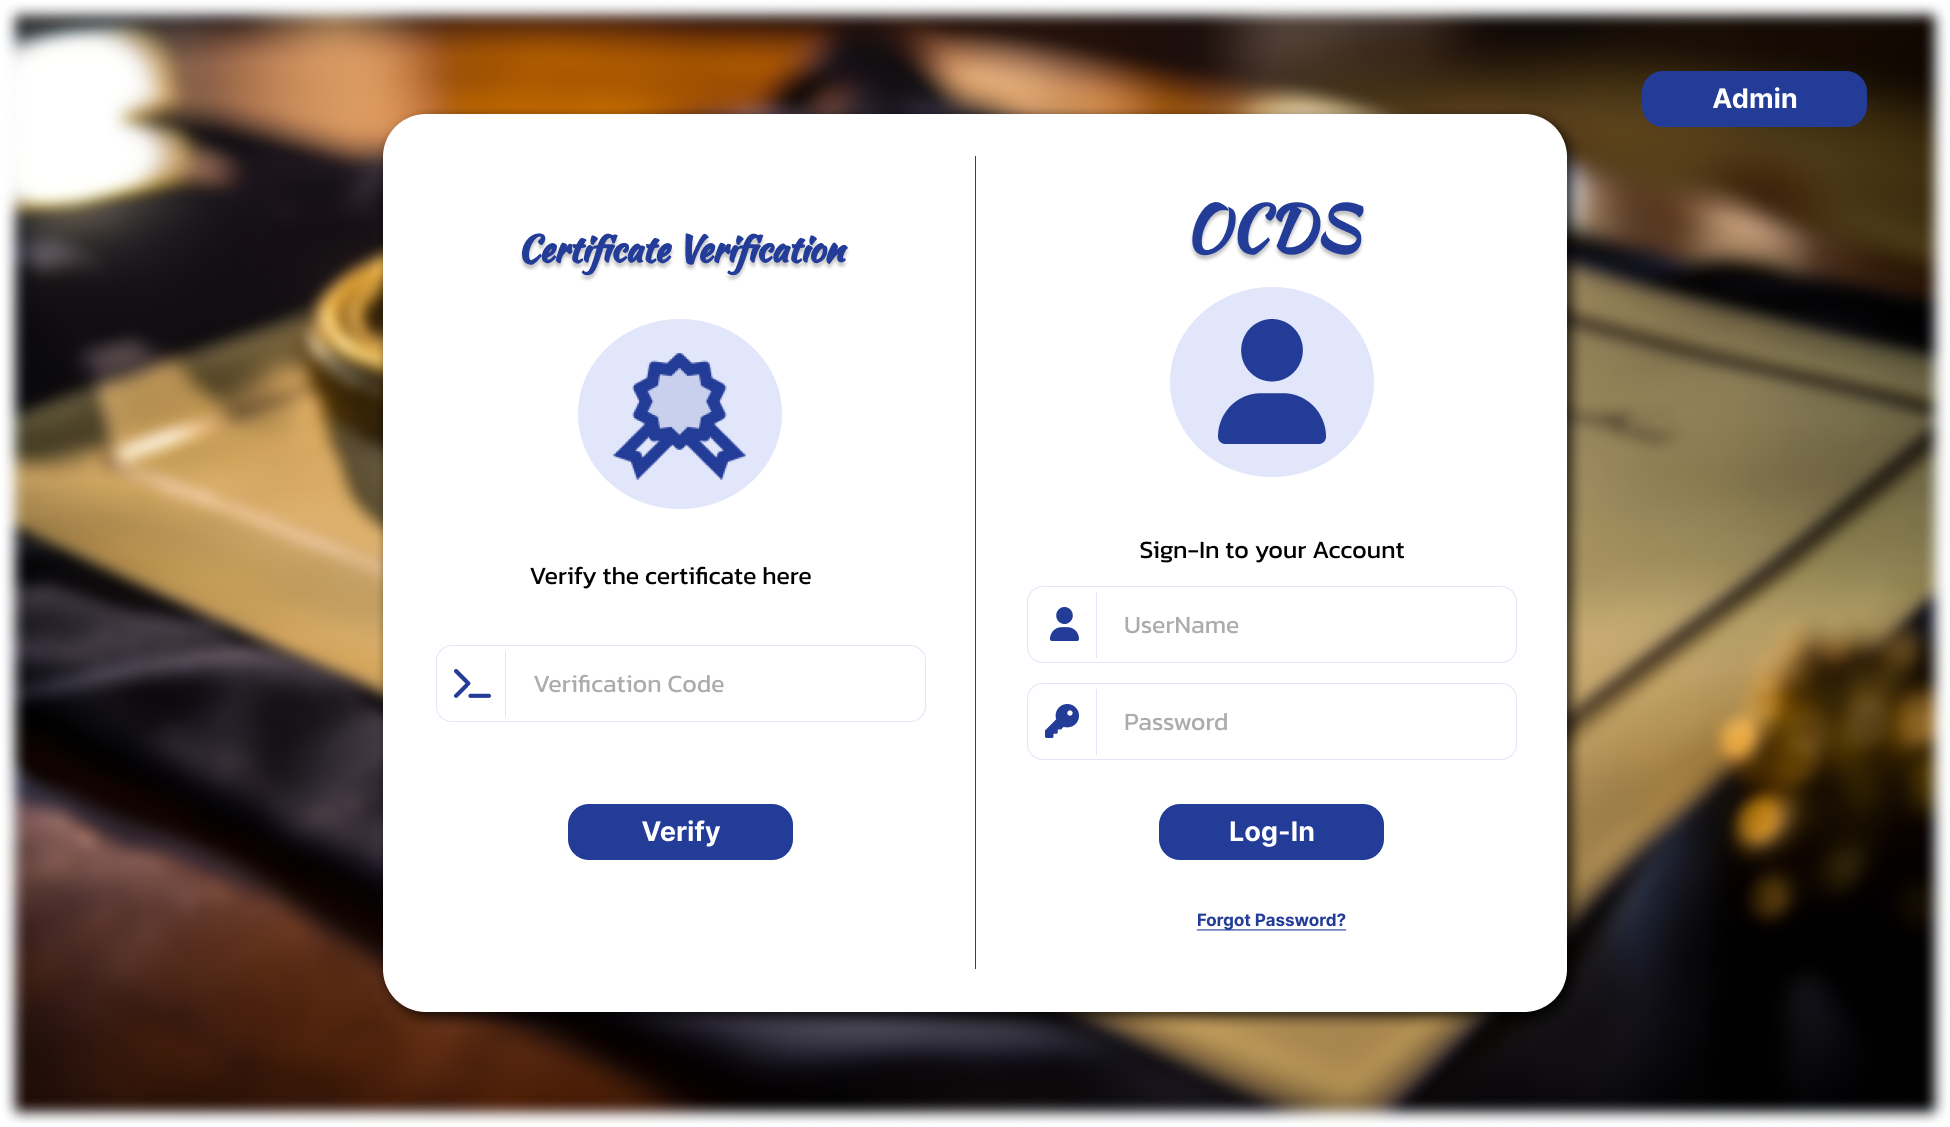 Admin
Certificate Verification
Verify the certificate here
Verification Code
Verify
OCDS
Sign-In to your Account
UserName
Password
Log-In
Forgot Password?